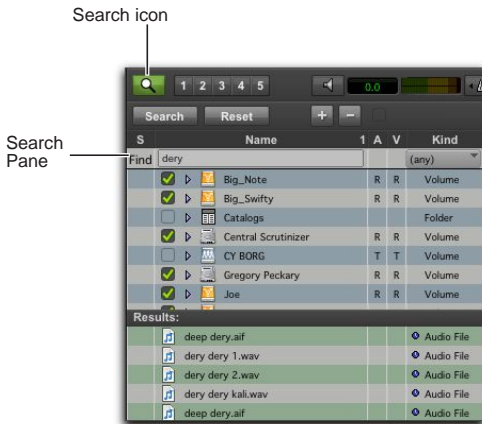 Search icon
1 2 3 4 5
0.0
Search Reset + -
Search
Pane
S Name 1 A V Kind
Find dery (any)
Big_Note R R Volume
Big_Swifty R R Volume
Catalogs Folder
Central Scrutinizer R R Volume
CY BORG T T Volume
Gregory Peckary R R Volume
Joe R R Volume
Results:
deep dery.aif Audio File
dery dery 1.wav Audio File
dery dery 2.wav Audio File
dery dery kali.wav Audio File
deep dery.aif Audio File